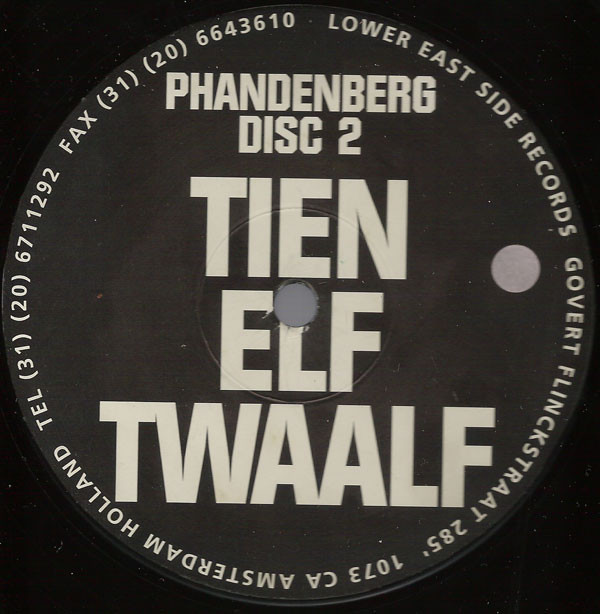 PHANDENBERG
DISC 2
TIEN
ELF
TWAALF
LOWER EAST SIDE RECORDS GOVERT FLINCKSTRAAT 285' 1073 CA AMSTERDAM HOLLAND TEL (31) (20) 6711292 FAX (31) (20) 6643610